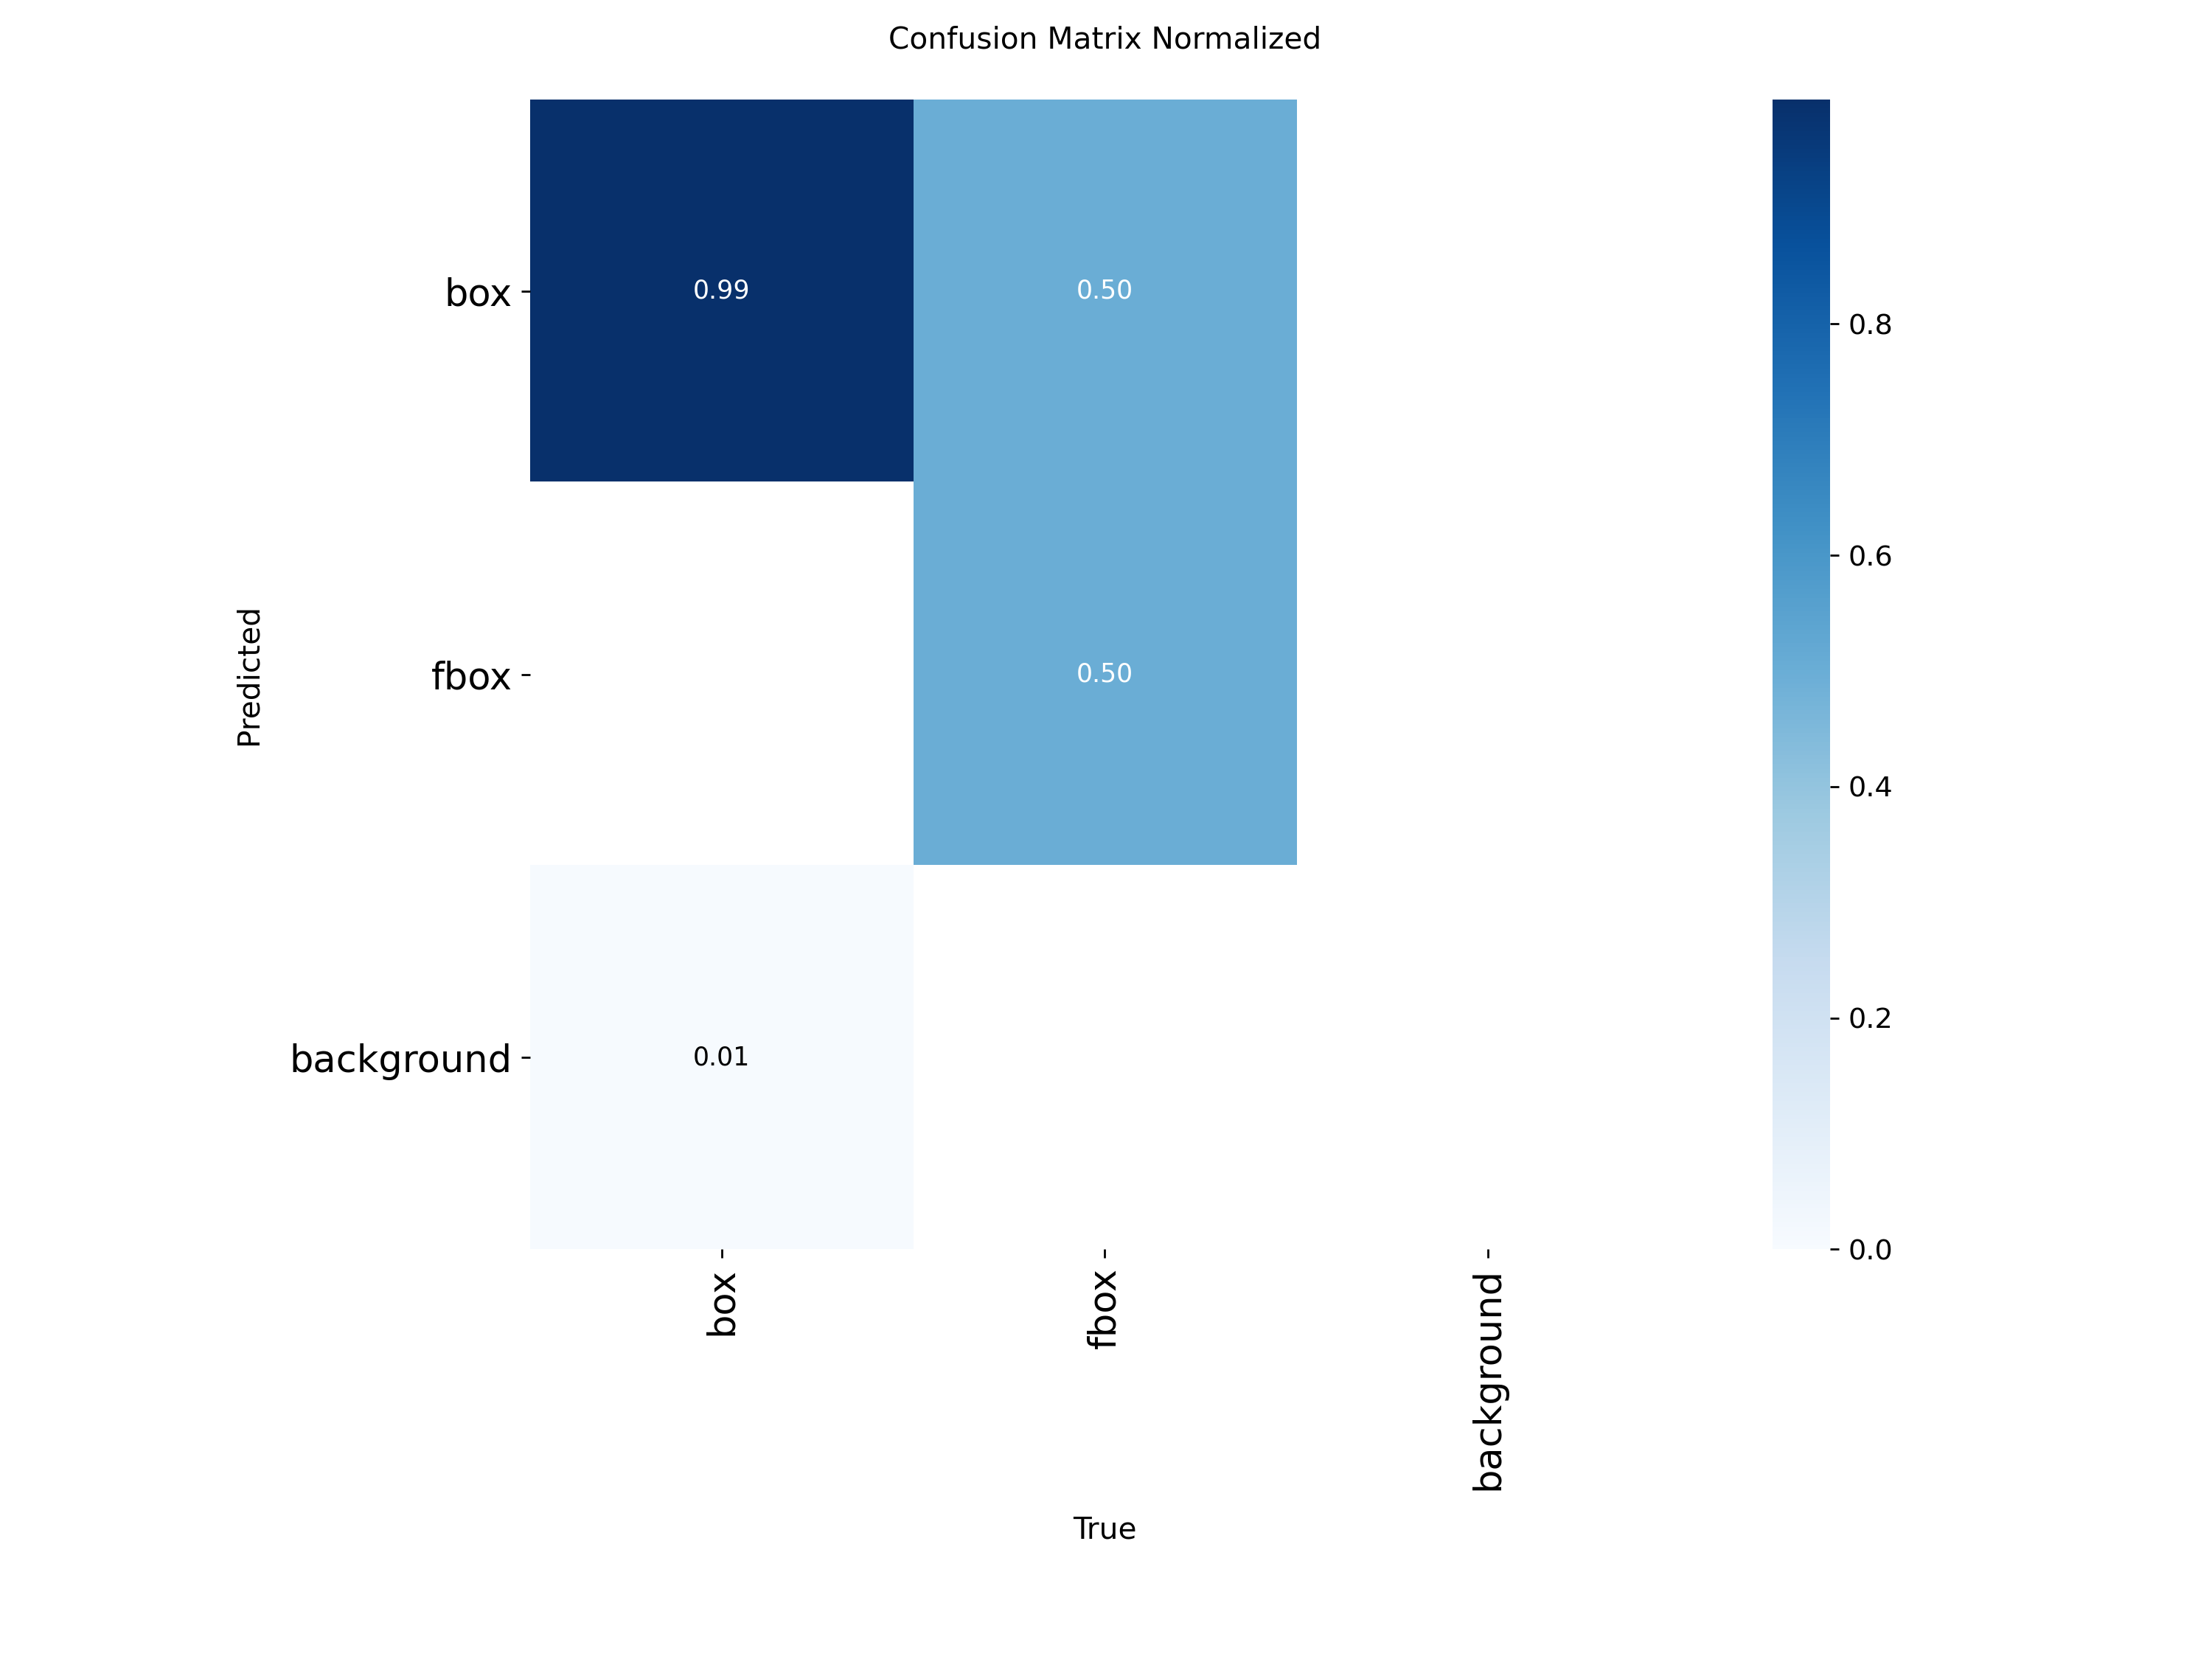 Confusion Matrix Normalized
box
0.99
0.50
0.8
0.6
Predicted
fbox
0.50
0.4
0.2
background
0.01
0.0
box
fbox
background
True